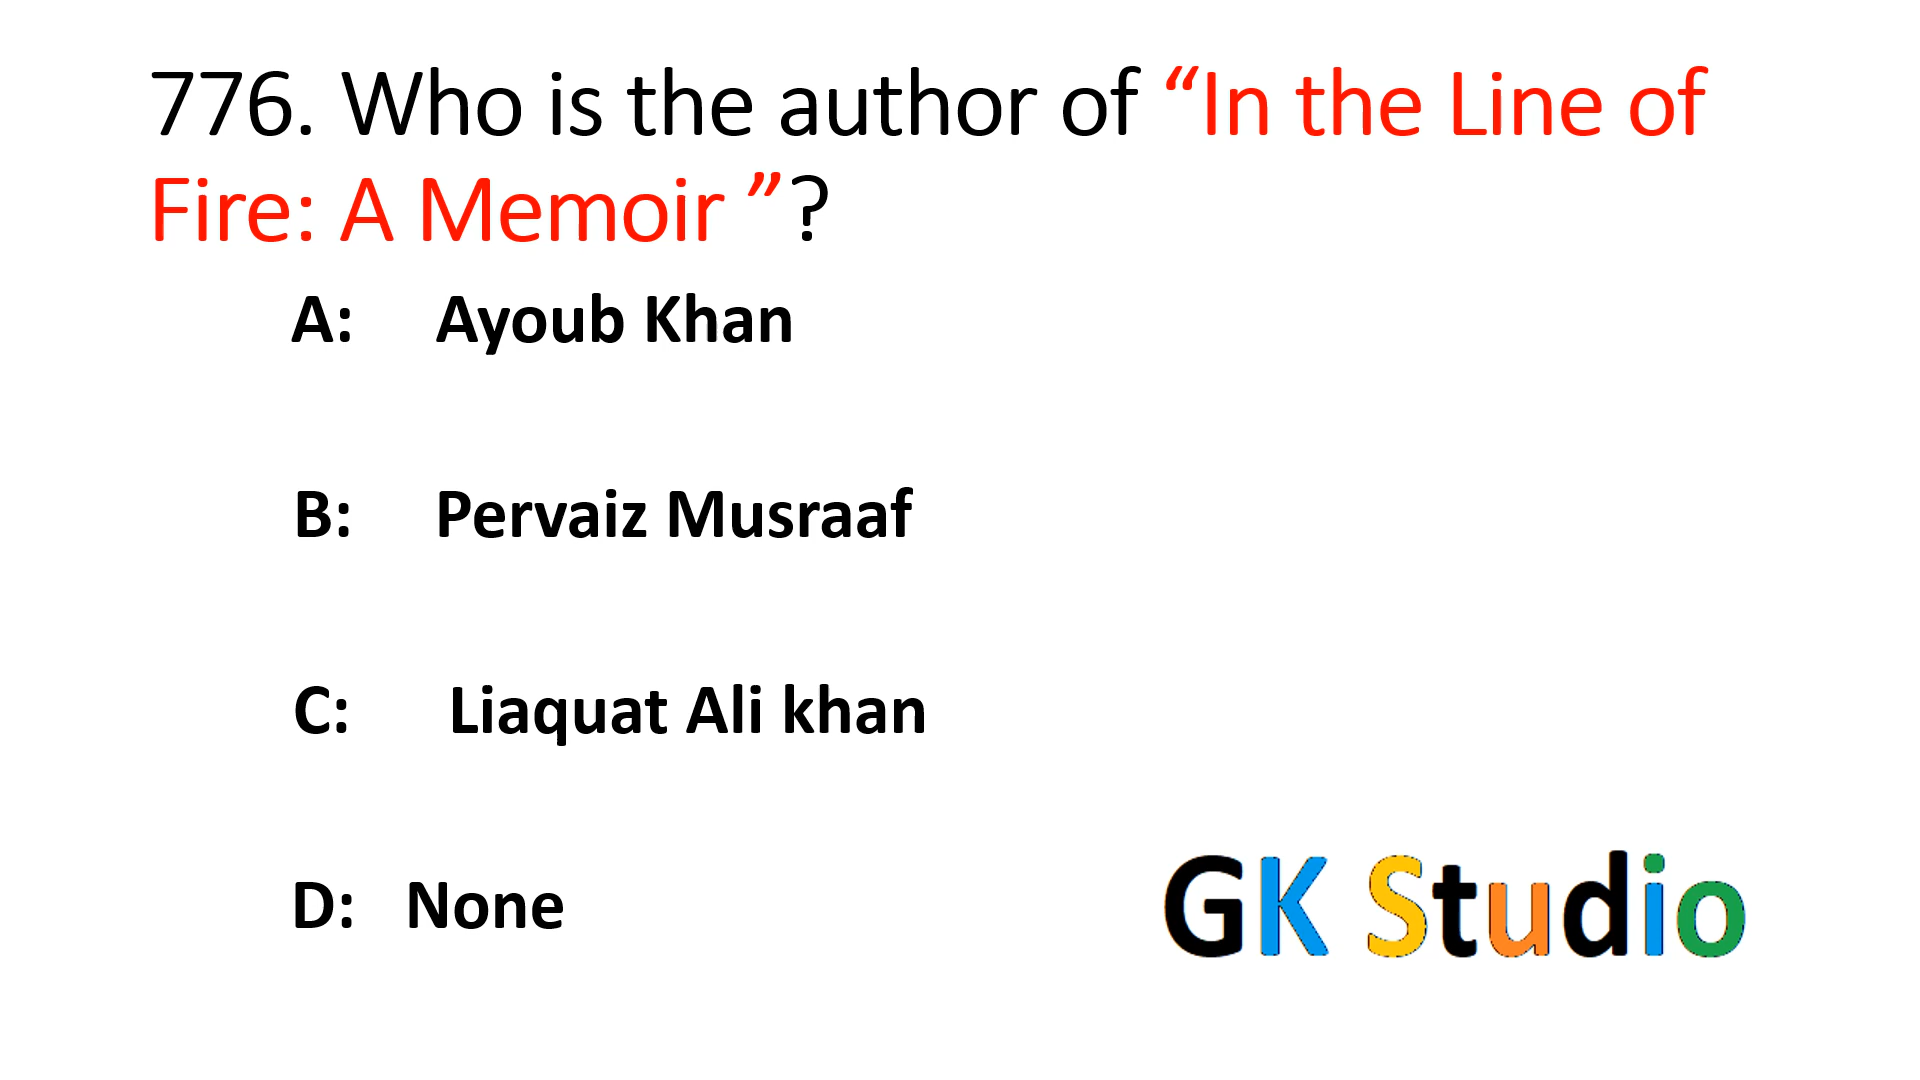 776. Who is the author of “In the Line of
Fire: A Memoir ”?
A: Ayoub Khan
B: Pervaiz Musraaf
C: Liaquat Ali khan
D: None
GK Studio